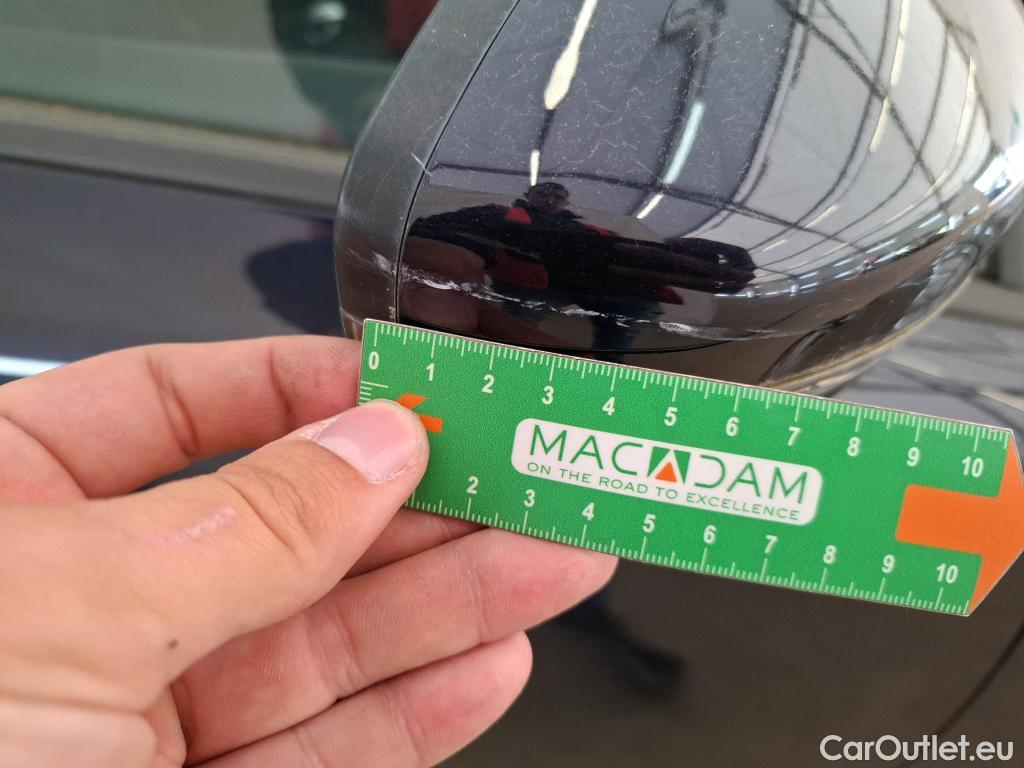 0 1 2 3 4 5 6 7 8 9 10
MACADAM
ON THE ROAD TO EXCELLENCE
2 3 4 5 6 7 8 9 10
CarOutlet.eu